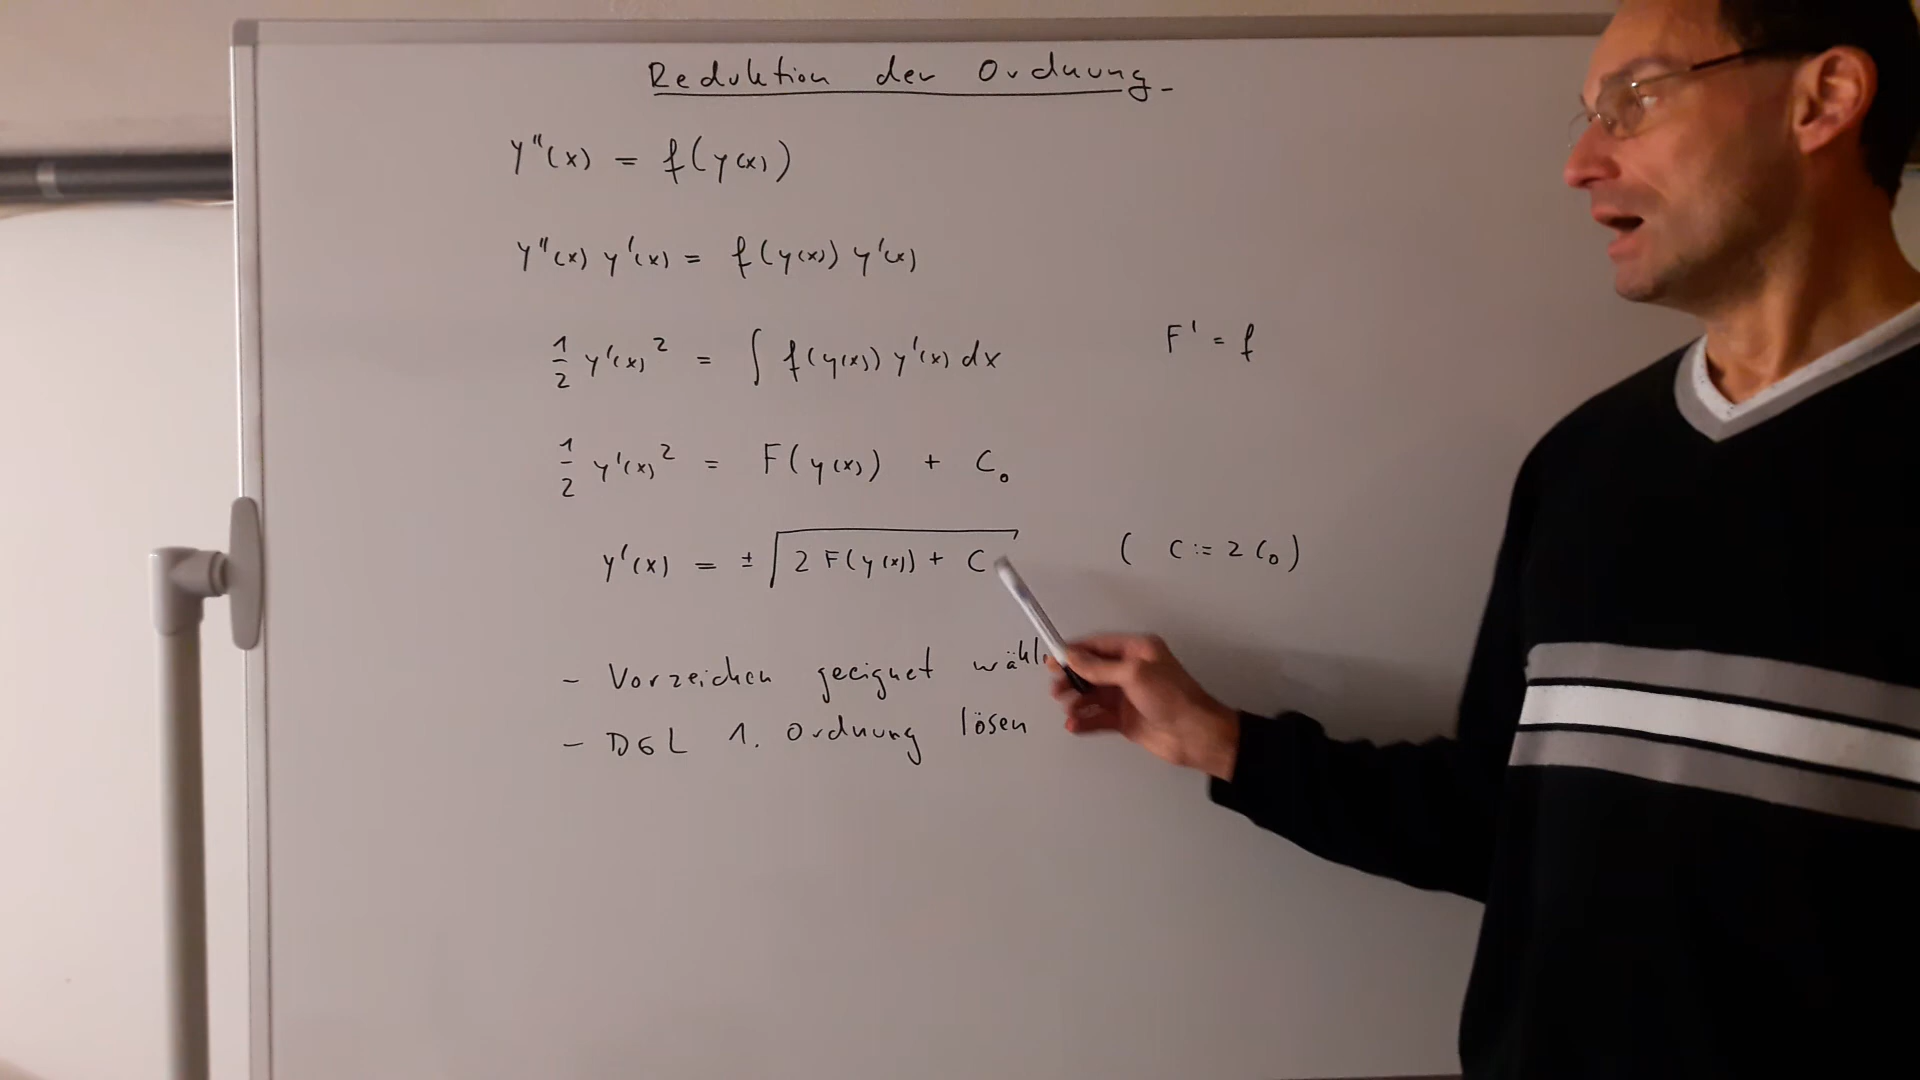 Reduktion der Ordnung
y''(x) = f(y(x))
y''(x) y'(x) = f(y(x)) y'(x)
1/2 y'(x)² = ∫ f(y(x)) y'(x) dx F' = f
1/2 y'(x)² = F(y(x)) + C₀
y'(x) = ± √(2 F(y(x)) + C) ( C := 2 C₀ )
- Vorzeichen geeignet
- DGL 1. Ordnung lösen